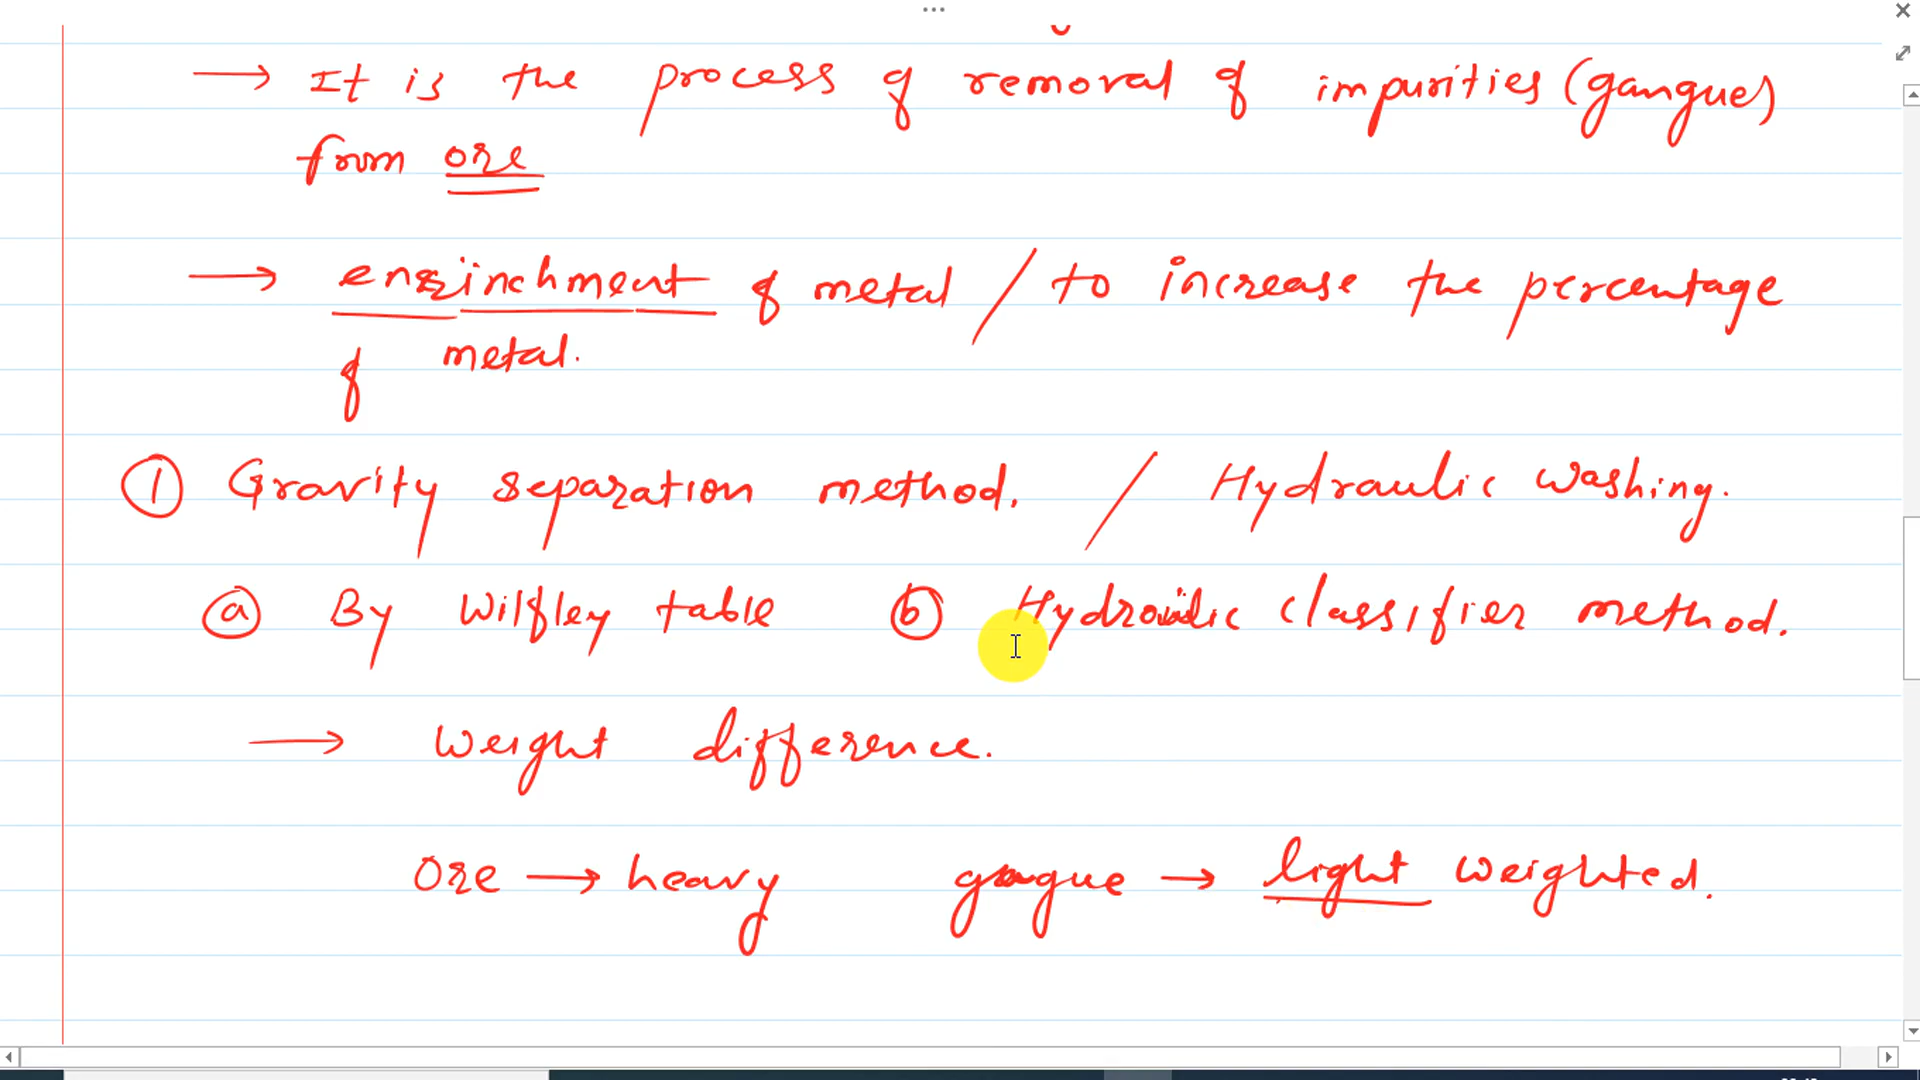 → It is the process of removal of impurities (gangue)
from ore
→ enrinchment of metal / to increase the percentage
of metal.
① Gravity separation method. / Hydraulic washing.
ⓐ By Wilfley table ⓑ Hydraulic classifier method.
→ Weight difference.
Ore → heavy gangue → light weighted.